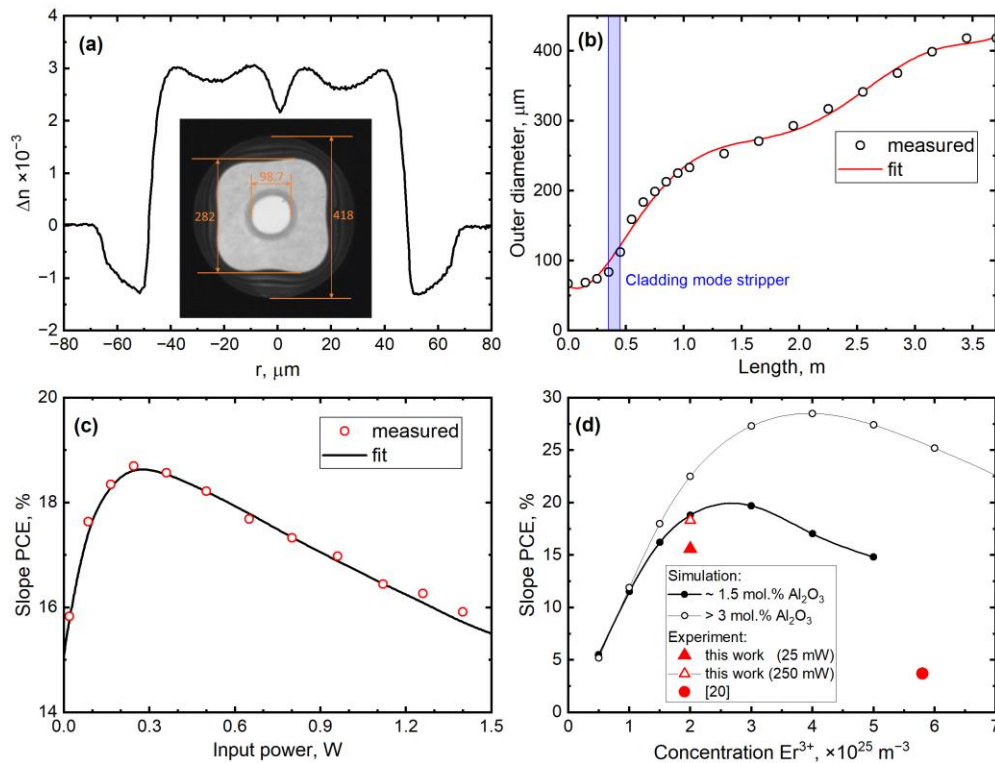 (a)
Δn ×10⁻³
4
3
2
1
0
−1
−2
98.7
282
418
−80 −60 −40 −20 0 20 40 60 80
r, μm
(b)
Outer diameter, μm
400
300
200
100
0
measured
fit
Cladding mode stripper
0.0 0.5 1.0 1.5 2.0 2.5 3.0 3.5
Length, m
(c)
Slope PCE, %
20
18
16
14
measured
fit
0.0 0.3 0.6 0.9 1.2 1.5
Input power, W
(d)
Slope PCE, %
30
25
20
15
10
5
0
Simulation:
~ 1.5 mol.% Al₂O₃
> 3 mol.% Al₂O₃
Experiment:
this work (25 mW)
this work (250 mW)
[20]
0 1 2 3 4 5 6 7
Concentration Er³⁺, ×10²⁵ m⁻³